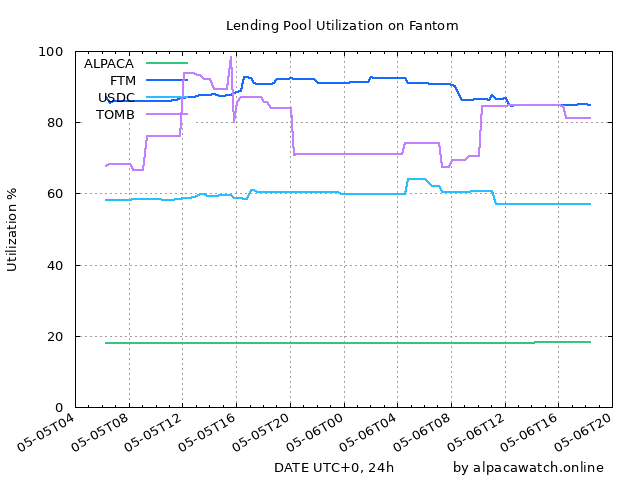 Lending Pool Utilization on Fantom
100
80
60
40
20
0
Utilization %
ALPACA
FTM
USDC
TOMB
05-05T04
05-05T08
05-05T12
05-05T16
05-05T20
05-06T00
05-06T04
05-06T08
05-06T12
05-06T16
05-06T20
DATE UTC+0, 24h
by alpacawatch.online